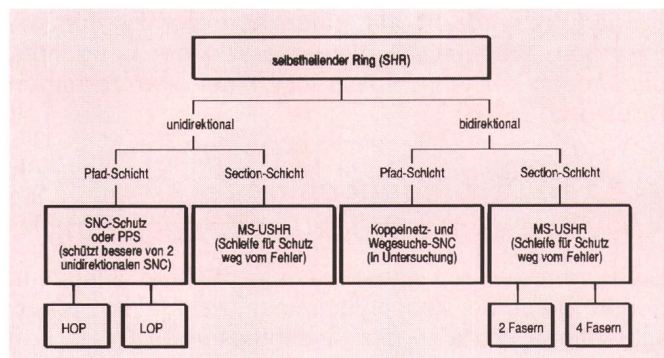 selbstheilender Ring (SHR)
unidirektional
bidirektional
Pfad-Schicht
Section-Schicht
Pfad-Schicht
Section-Schicht
SNC-Schutz
oder PPS
(schützt bessere von 2
unidirektionalen SNC)
MS-USHR
(Schleife für Schutz
weg vom Fehler)
Koppelnetz- und
Wegesuche-SNC
(in Untersuchung)
MS-USHR
(Schleife für Schutz
weg vom Fehler)
HOP
LOP
2 Fasern
4 Fasern